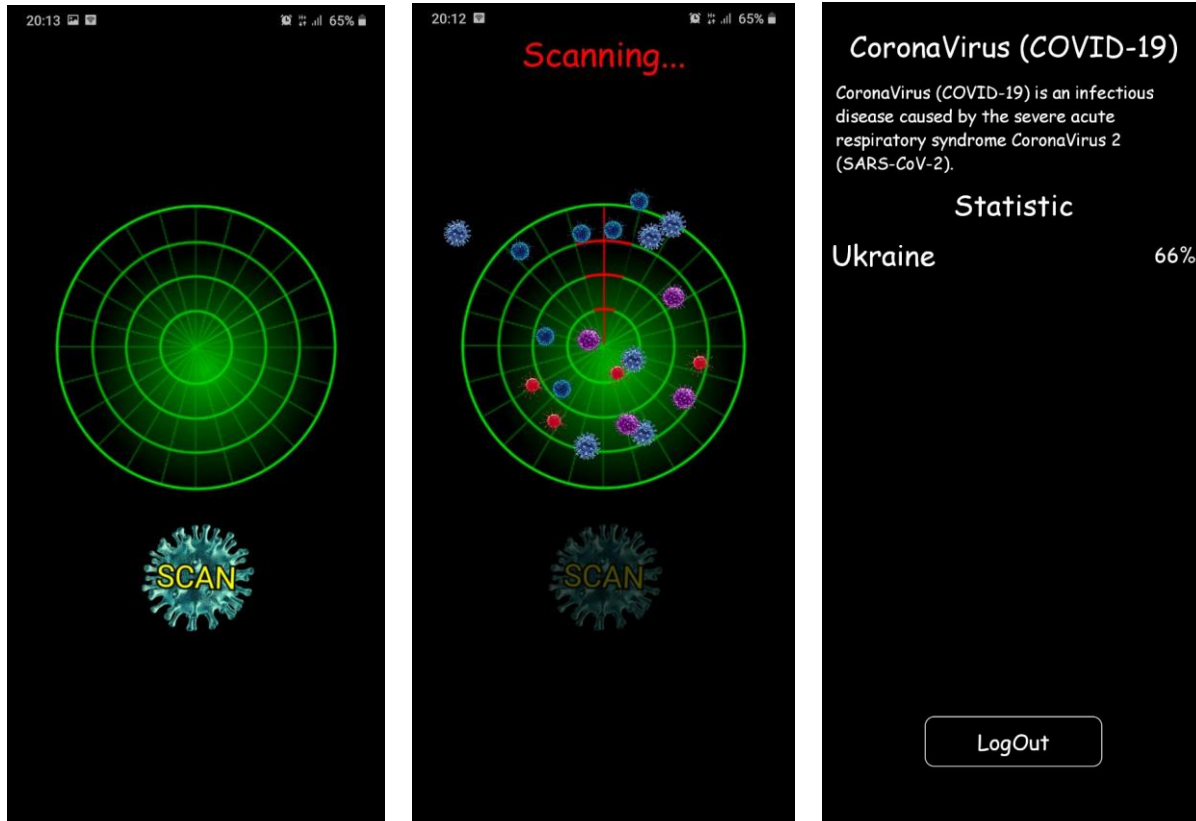 20:13 65%
SCAN
20:12 65%
Scanning...
SCAN
CoronaVirus (COVID-19)
CoronaVirus (COVID-19) is an infectious
disease caused by the severe acute
respiratory syndrome CoronaVirus 2
(SARS-CoV-2).
Statistic
Ukraine 66%
LogOut